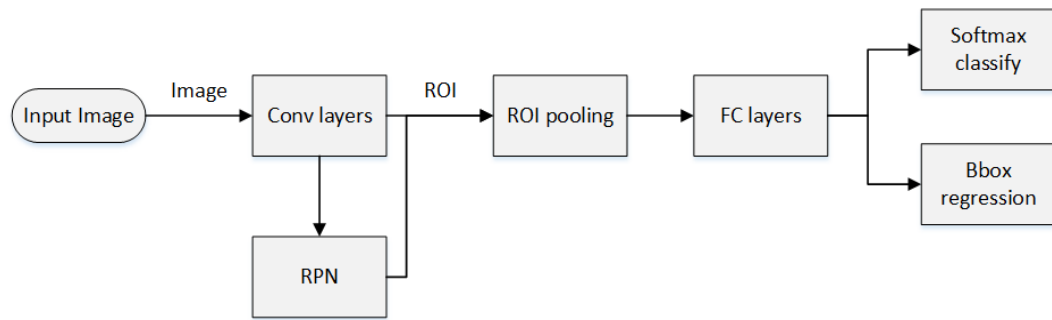 Input Image
Image
Conv layers
RPN
ROI
ROI pooling
FC layers
Softmax
classify
Bbox
regression